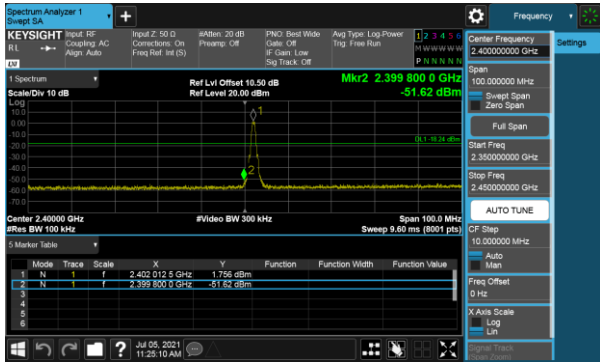 Spectrum Analyzer 1
Swept SA
Frequency
Settings
KEYSIGHT Input: RF Input Z: 50 Ω #Atten: 20 dB PNO: Best Wide Avg Type: Log-Power 1 2 3 4 5 6
RL Coupling: AC Corrections: On Preamp: Off Gate: Off Trig: Free Run M W W W W W
Align: Auto Freq Ref: Int (S) IF Gain: Low P N N N N N
Sig Track: Off
LXI
Center Frequency
2.400000000 GHz
Span
100.000000 MHz
Swept Span
Zero Span
Full Span
Start Freq
2.350000000 GHz
Stop Freq
2.450000000 GHz
AUTO TUNE
CF Step
10.000000 MHz
Auto
Man
Freq Offset
0 Hz
X Axis Scale
Log
Lin
Signal Track
(Span Zoom)
1 Spectrum
Ref Lvl Offset 10.50 dB
Mkr2 2.399 800 0 GHz
Scale/Div 10 dB
Ref Level 20.00 dBm
-51.62 dBm
Log
10.0
0.00
-10.0
-20.0
-30.0
-40.0
-50.0
-60.0
-70.0
1
DL1 -18.24 dBm
2
Center 2.40000 GHz
#Video BW 300 kHz
Span 100.0 MHz
#Res BW 100 kHz
Sweep 9.60 ms (8001 pts)
5 Marker Table
Mode Trace Scale X Y Function Function Width Function Value
1 N 1 f 2.402 012 5 GHz 1.756 dBm
2 N 1 f 2.399 800 0 GHz -51.62 dBm
3
4
5
6
?
Jul 05, 2021
11:25:10 AM